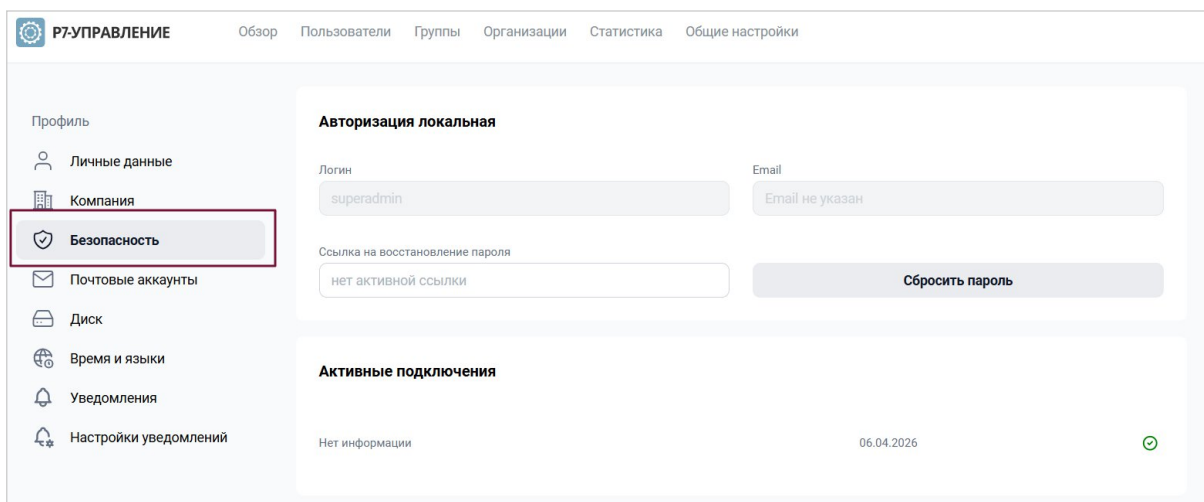 Р7-УПРАВЛЕНИЕ Обзор Пользователи Группы Организации Статистика Общие настройки
Профиль
Личные данные
Компания
Безопасность
Почтовые аккаунты
Диск
Время и языки
Уведомления
Настройки уведомлений
Авторизация локальная
Логин Email
superadmin Email не указан
Ссылка на восстановление пароля
нет активной ссылки Сбросить пароль
Активные подключения
Нет информации 06.04.2026